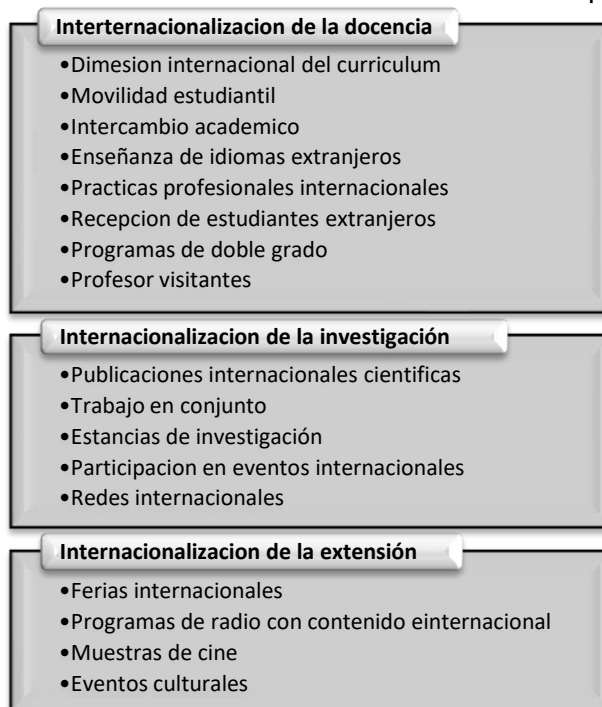 Interternacionalizacion de la docencia
•Dimesion internacional del curriculum
•Movilidad estudiantil
•Intercambio academico
•Enseñanza de idiomas extranjeros
•Practicas profesionales internacionales
•Recepcion de estudiantes extranjeros
•Programas de doble grado
•Profesor visitantes
Internacionalizacion de la investigación
•Publicaciones internacionales cientificas
•Trabajo en conjunto
•Estancias de investigación
•Participacion en eventos internacionales
•Redes internacionales
Internacionalizacion de la extensión
•Ferias internacionales
•Programas de radio con contenido einternacional
•Muestras de cine
•Eventos culturales